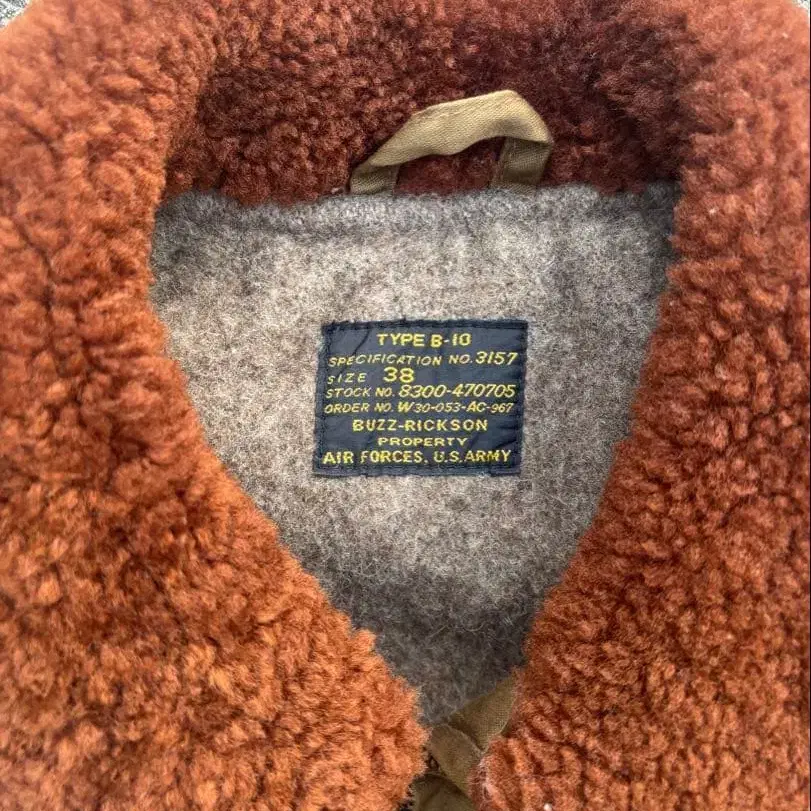 TYPE B-10
SPECIFICATION NO. 3157
SIZE 38
STOCK NO. 8300-470705
ORDER NO. W30-053-AC-967
BUZZ-RICKSON
PROPERTY
AIR FORCES, U.S.ARMY